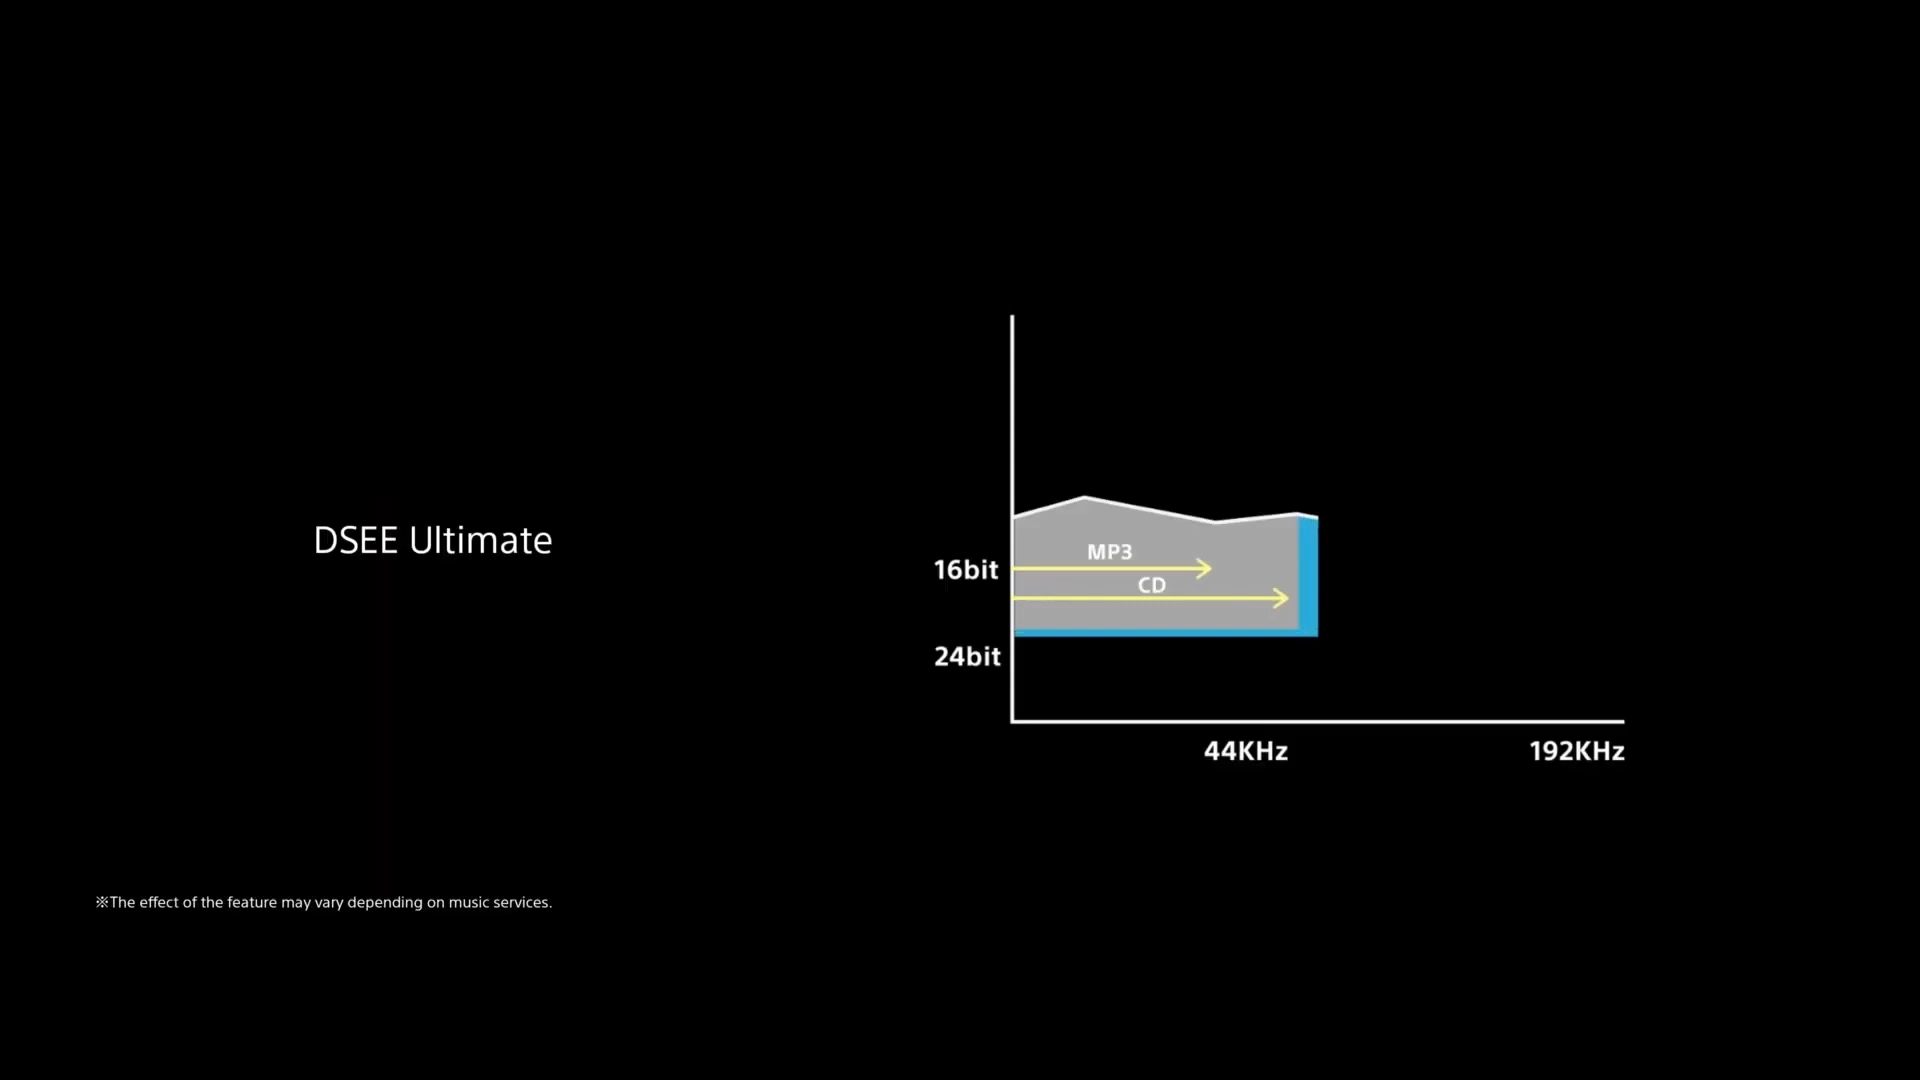 DSEE Ultimate
MP3
16bit
CD
24bit
44KHz
192KHz
※The effect of the feature may vary depending on music services.